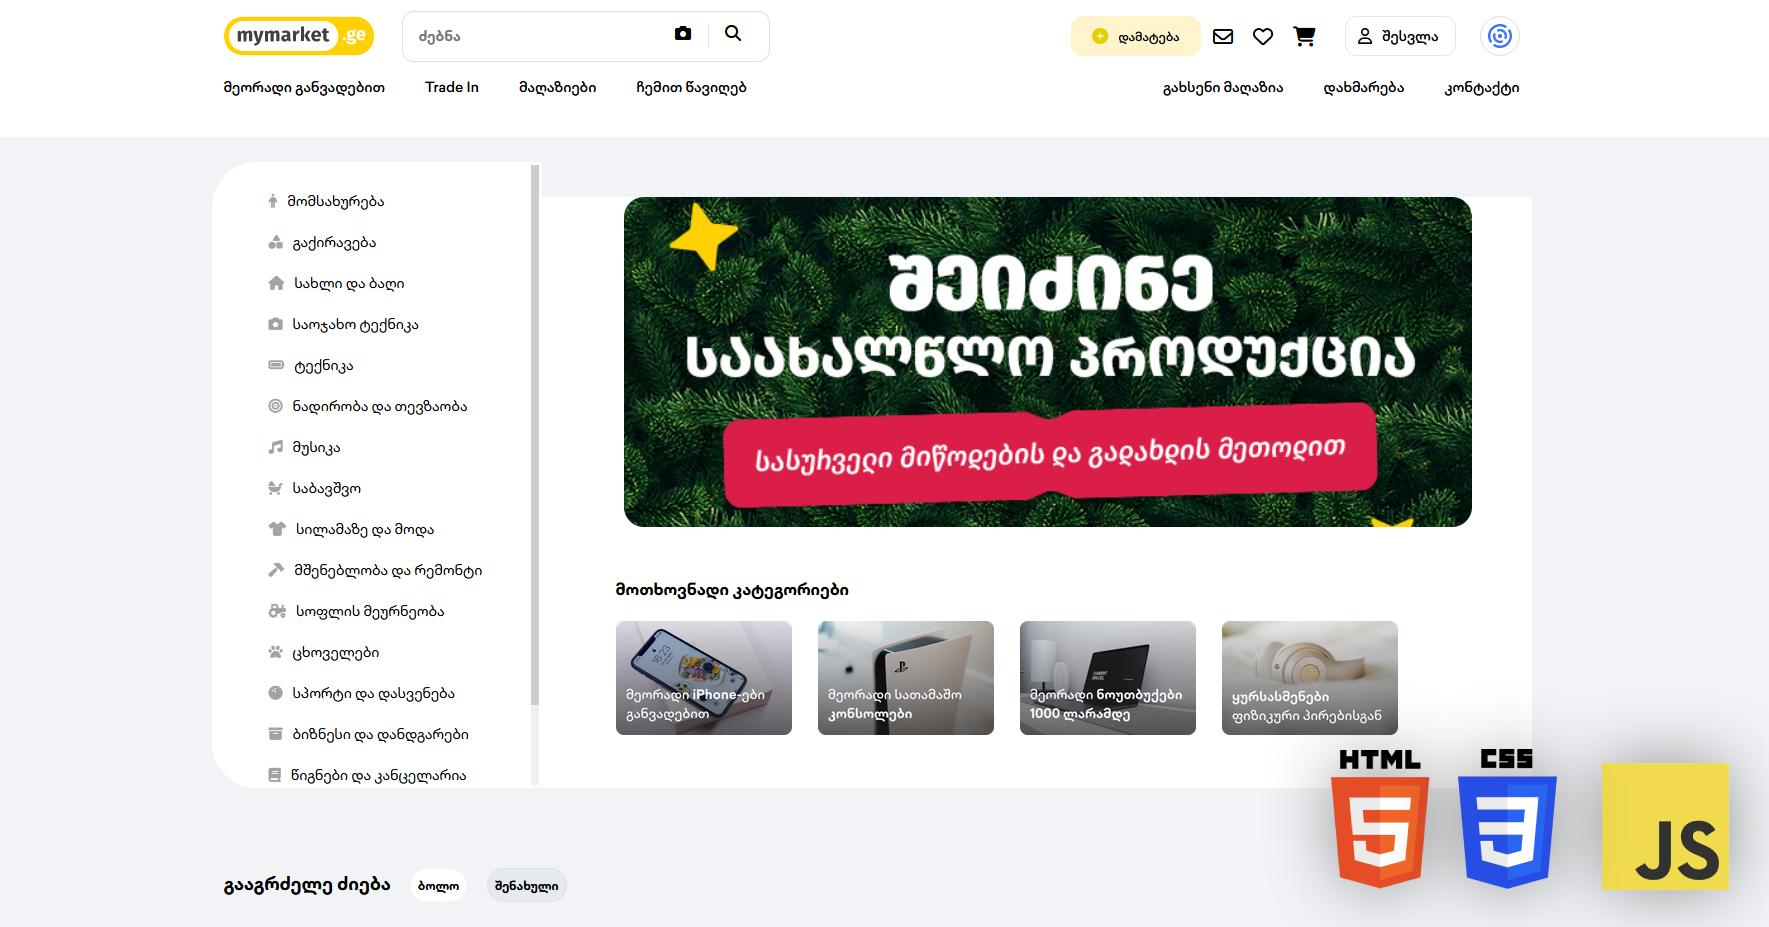 mymarket.ge
ძებნა
დამატება
შესვლა
მეორადი განვადებით
Trade In
მაღაზიები
ჩემით წავიღებ
გახსენი მაღაზია
დახმარება
კონტაქტი
მომსახურება
გაქირავება
სახლი და ბაღი
საოჯახო ტექნიკა
ტექნიკა
ნადირობა და თევზაობა
მუსიკა
საბავშვო
სილამაზე და მოდა
მშენებლობა და რემონტი
სოფლის მეურნეობა
ცხოველები
სპორტი და დასვენება
ბიზნესი და დანდგარები
წიგნები და კანცელარია
შეიძინე
საახალწლო პროდუქცია
სასურველი მიწოდების და გადახდის მეთოდით
მოთხოვნადი კატეგორიები
16:23
მეორადი iPhone-ები
განვადებით
მეორადი სათამაშო
კონსოლები
მეორადი ნოუთბუქები
1000 ლარამდე
ყურსასმენები
ფიზიკური პირებისგან
HTML
5
CSS
3
JS
გააგრძელე ძიება
ბოლო
შენახული